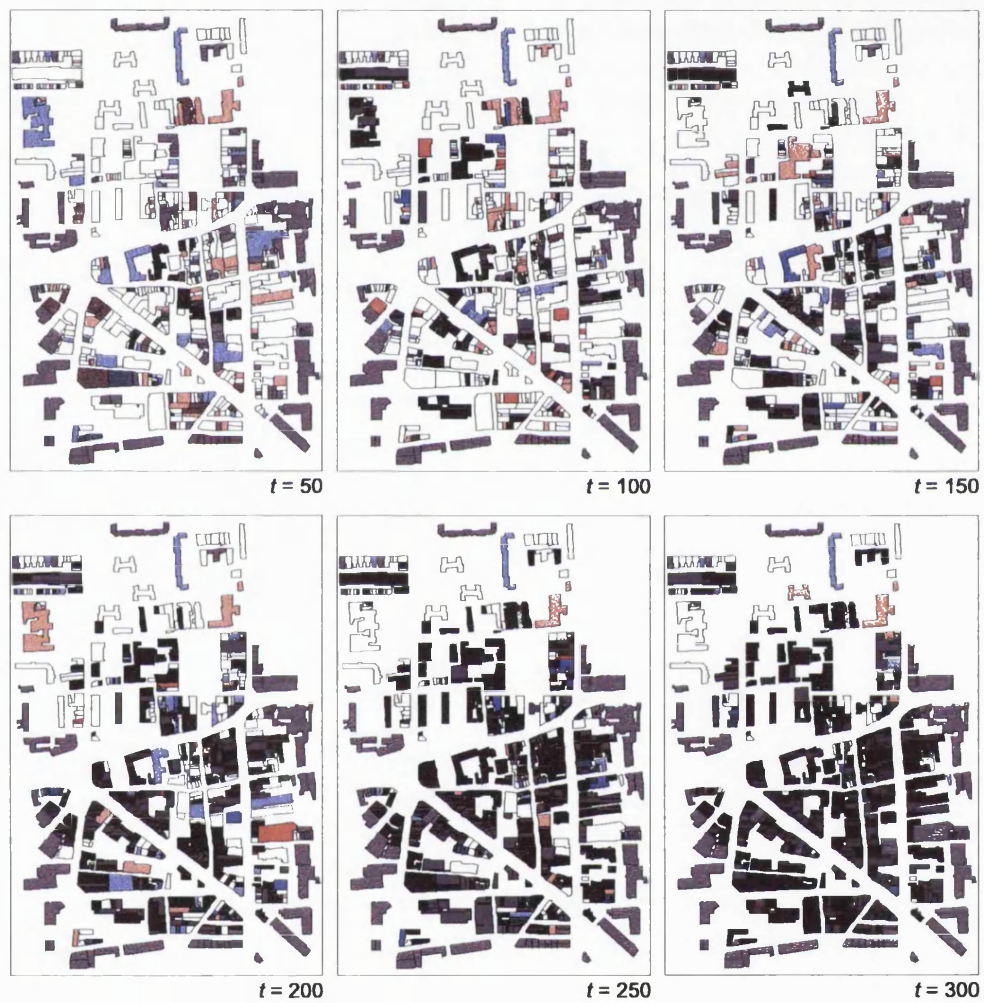 t = 50
t = 100
t = 150
t = 200
t = 250
t = 300